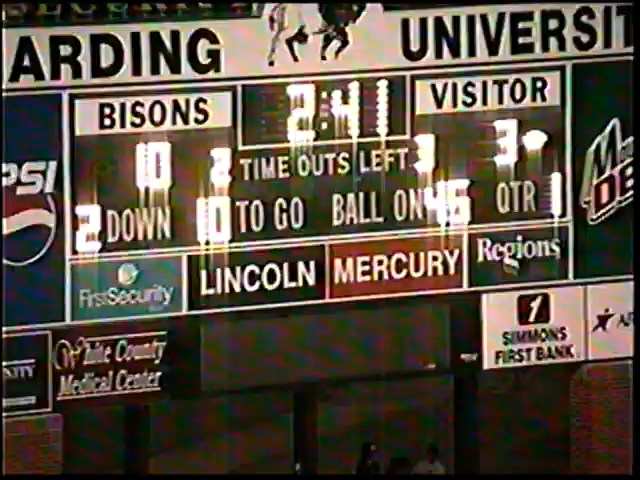 ARDING UNIVERSIT
BISONS 2:41 VISITOR
10 2 TIME OUTS LEFT 3 3
2 DOWN 10 TO GO BALL ON 45 QTR 1
PSI
FirstSecurity LINCOLN MERCURY Regions
1
SIMMONS
FIRST BANK
White County
Medical Center